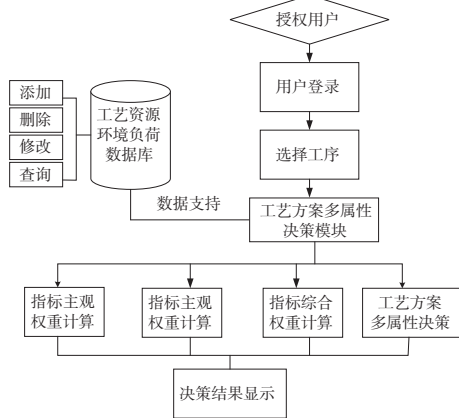 授权用户
用户登录
选择工序
添加
删除
修改
查询
工艺资源
环境负荷
数据库
数据支持
工艺方案多属性
决策模块
指标主观
权重计算
指标主观
权重计算
指标综合
权重计算
工艺方案
多属性决策
决策结果显示